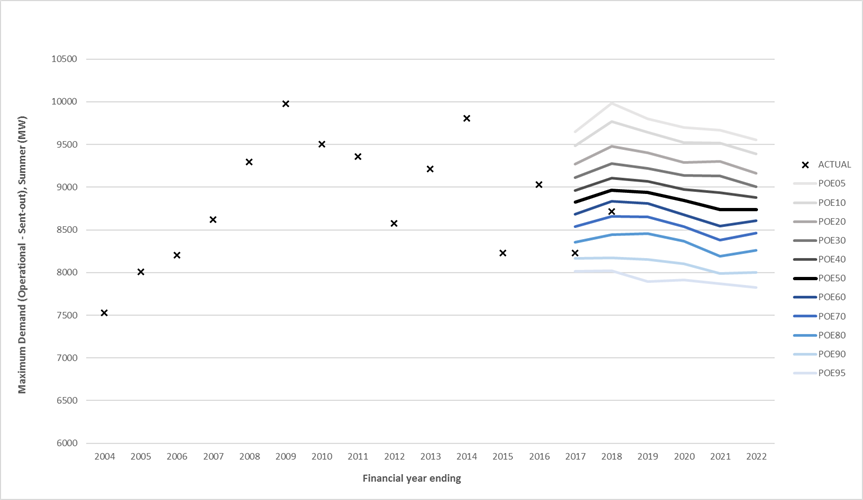 Maximum Demand (Operational - Sent-out), Summer (MW)
10500
10000
9500
9000
8500
8000
7500
7000
6500
6000
2004 2005 2006 2007 2008 2009 2010 2011 2012 2013 2014 2015 2016 2017 2018 2019 2020 2021 2022
Financial year ending
ACTUAL
POE05
POE10
POE20
POE30
POE40
POE50
POE60
POE70
POE80
POE90
POE95